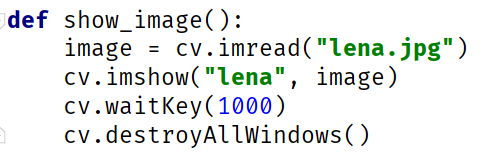 def show_image():
    image = cv.imread("lena.jpg")
    cv.imshow("lena", image)
    cv.waitKey(1000)
    cv.destroyAllWindows()